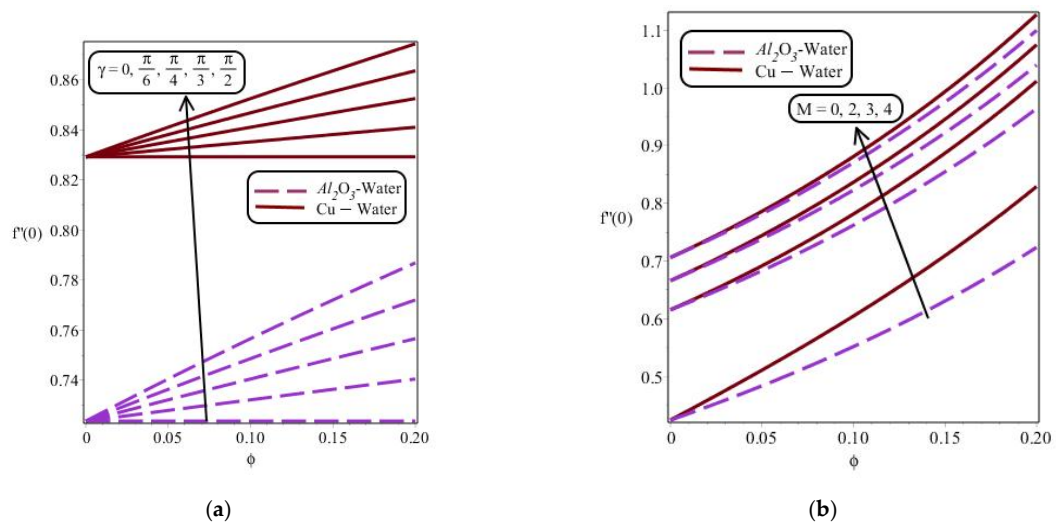 γ = 0, π/6, π/4, π/3, π/2
0.86
0.84
0.82
0.80
0.78
0.76
0.74
f''(0)
Al₂O₃-Water
Cu − Water
0 0.05 0.10 0.15 0.20
ϕ
(a)
1.1
1.0
0.9
0.8
0.7
0.6
0.5
f''(0)
Al₂O₃-Water
Cu − Water
M = 0, 2, 3, 4
0 0.05 0.10 0.15 0.20
ϕ
(b)